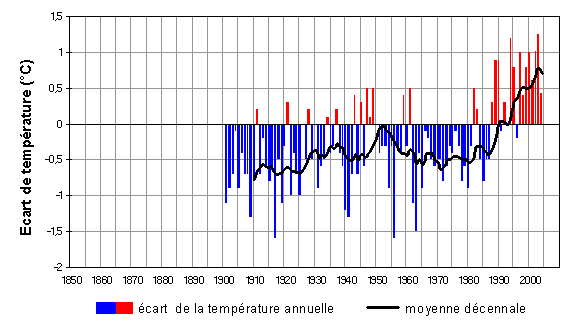 Ecart de température (°C)
1,5
1
0,5
0
-0,5
-1
-1,5
-2
1850 1860 1870 1880 1890 1900 1910 1920 1930 1940 1950 1960 1970 1980 1990 2000
écart de la température annuelle moyenne décennale